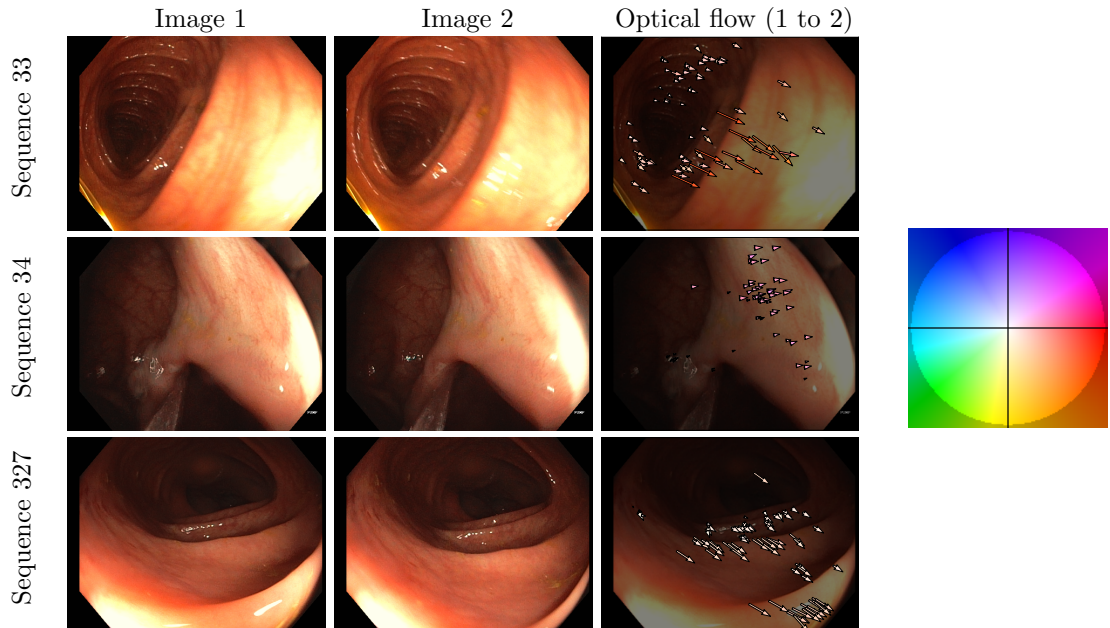 Image 1
Image 2
Optical flow (1 to 2)
Sequence 33
Sequence 34
Sequence 327